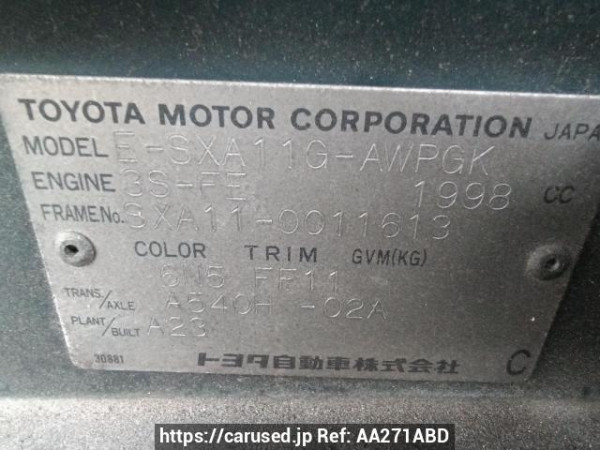 TOYOTA MOTOR CORPORATION JAPA
MODEL E-SXA11G-AWPGK
ENGINE 3S-FE 1998 CC
FRAME No. SXA11-0011613
COLOR TRIM GVM(KG)
6N5 FF11
TRANS./AXLE A540H -02A
PLANT/BUILT A23
30881 トヨタ自動車株式会社 C
https://carused.jp Ref: AA271ABD